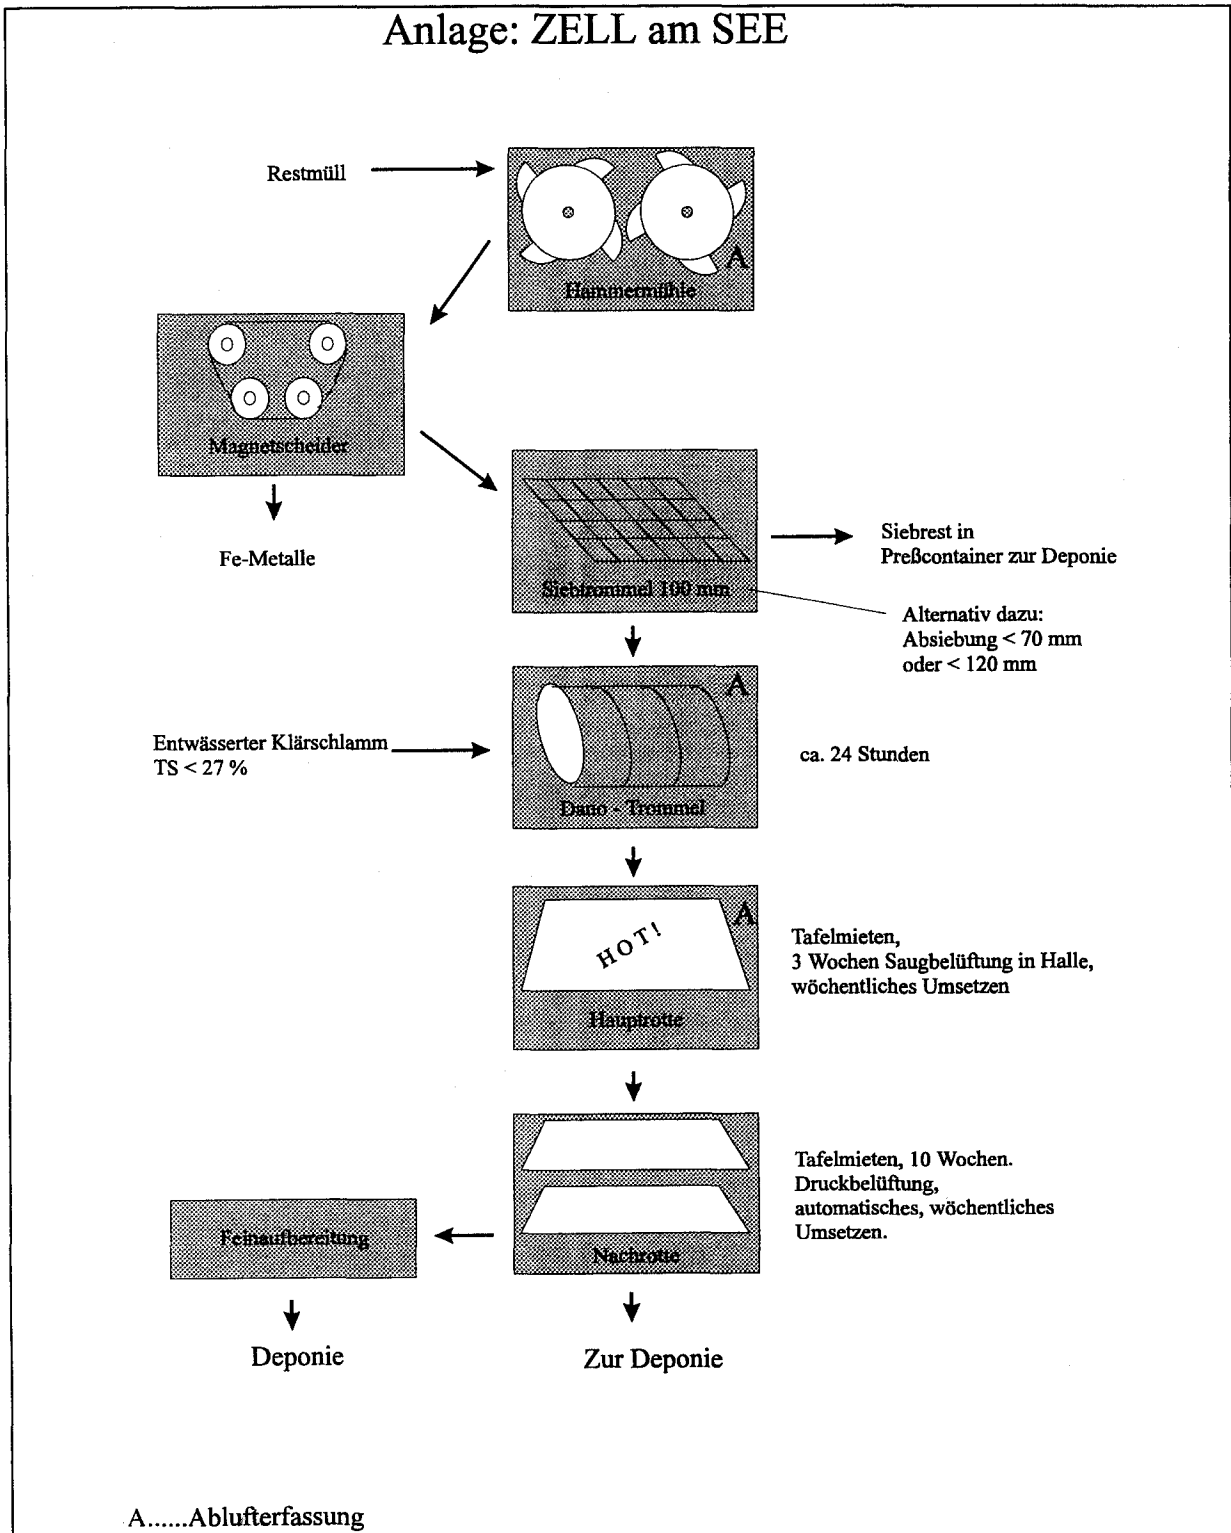 Anlage: ZELL am SEE
Restmüll
A
Hammermühle
Magnetscheider
Fe-Metalle
Siebtrommel 100 mm
Siebrest in
Preßcontainer zur Deponie
Alternativ dazu:
Absiebung < 70 mm
oder < 120 mm
A
Entwässerter Klärschlamm
TS < 27 %
ca. 24 Stunden
Dano - Trommel
A
HOT!
Tafelmieten,
3 Wochen Saugbelüftung in Halle,
wöchentliches Umsetzen
Hauptrotte
Tafelmieten, 10 Wochen.
Druckbelüftung,
automatisches, wöchentliches
Umsetzen.
Feinaufbereitung
Nachrotte
Deponie
Zur Deponie
A......Ablufterfassung